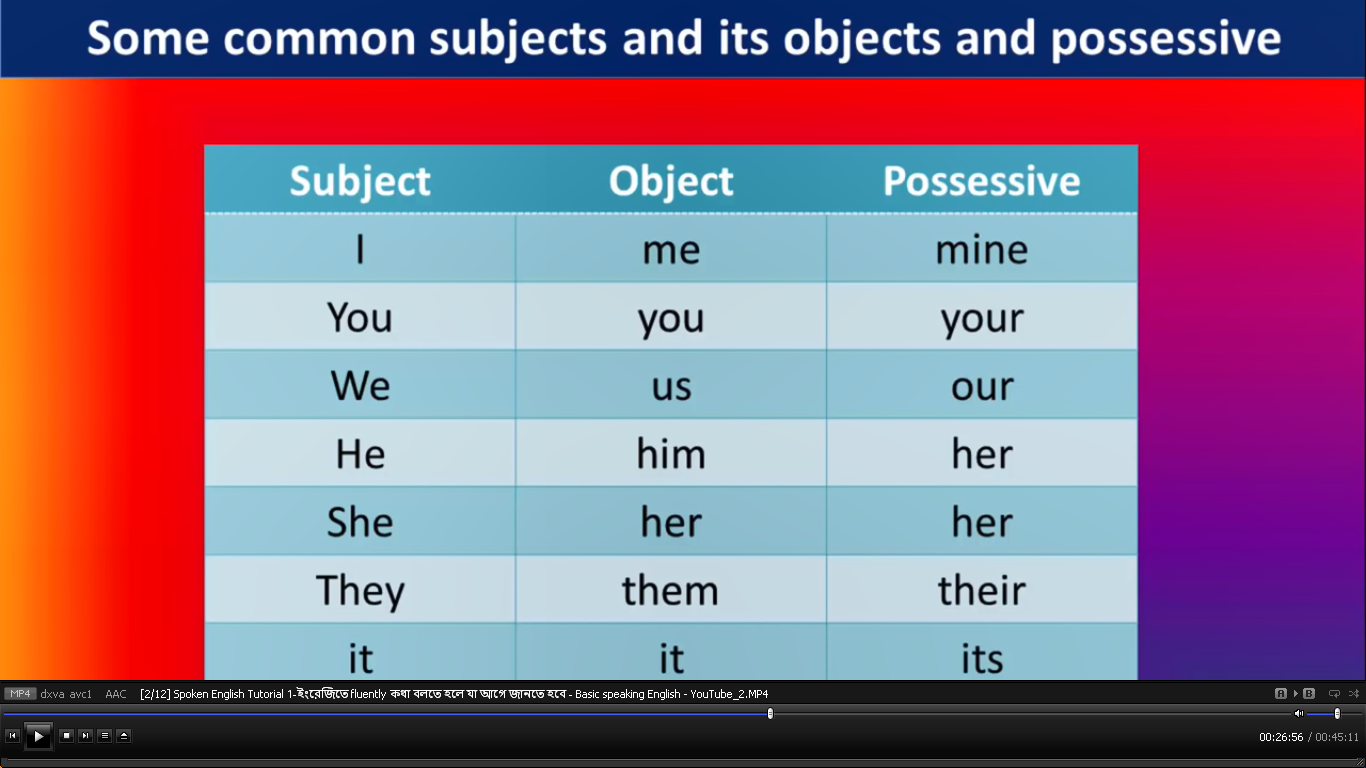 Some common subjects and its objects and possessive
Subject Object Possessive
I me mine
You you your
We us our
He him her
She her her
They them their
it it its
MP4 dxva avc1 AAC [2/12] Spoken English Tutorial 1-ইংরেজিতে fluently কথা বলতে হলে যা আগে জানতে হবে - Basic speaking English - YouTube_2.MP4 A B
00:26:56 / 00:45:11